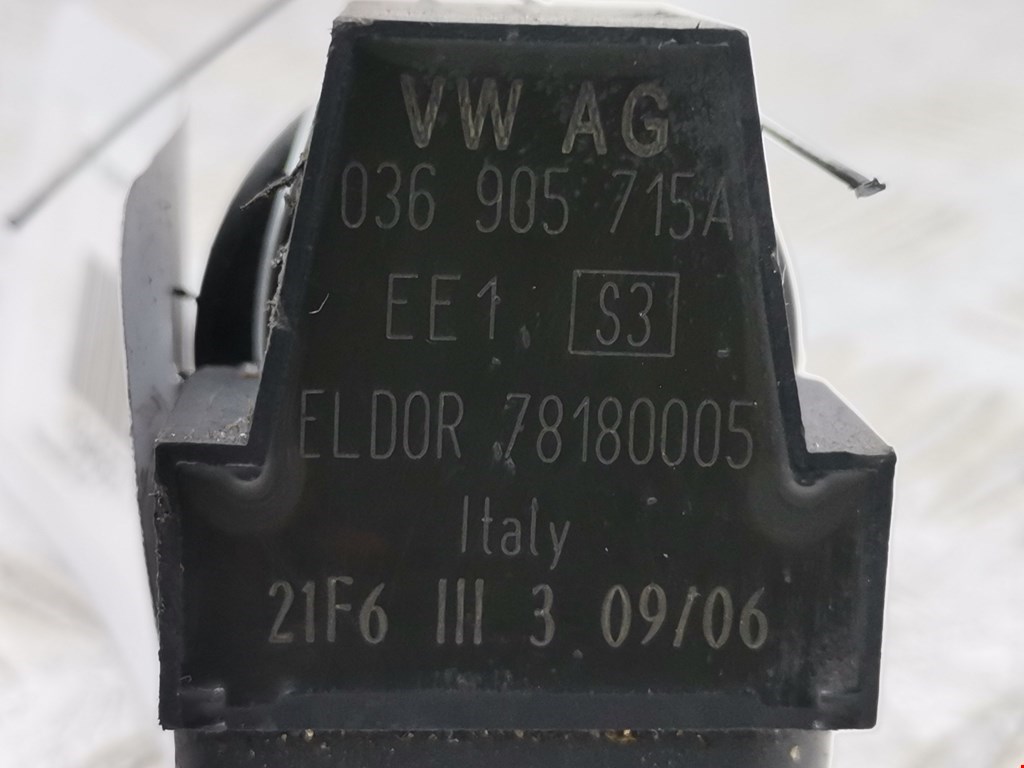 VW AG
036 905 715A
EE1 S3
ELDOR 78180005
Italy
21F6 III 3 09/06